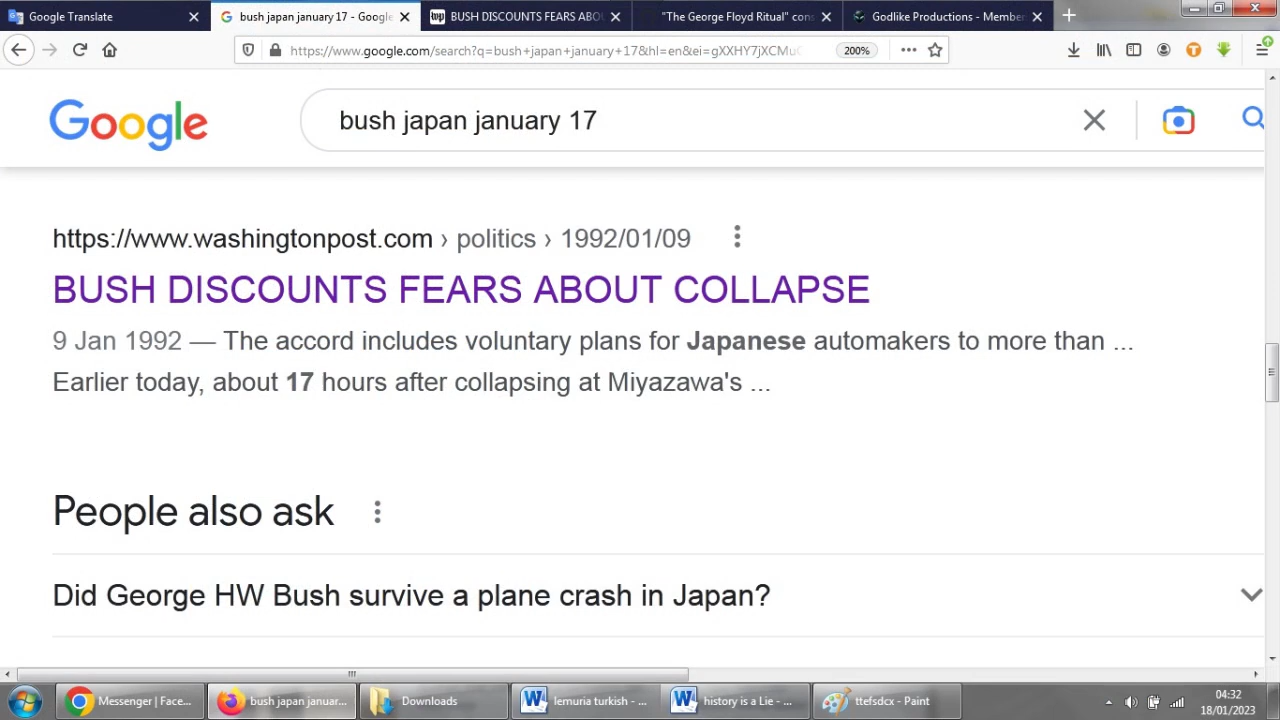 Google Translate
bush japan january 17 - Google
BUSH DISCOUNTS FEARS ABOU
"The George Floyd Ritual" cons
Godlike Productions - Member
https://www.google.com/search?q=bush+japan+january+17&hl=en&ei=gXXHY7jXCMu
200%
Google
bush japan january 17
https://www.washingtonpost.com › politics › 1992/01/09
BUSH DISCOUNTS FEARS ABOUT COLLAPSE
9 Jan 1992 — The accord includes voluntary plans for Japanese automakers to more than ...
Earlier today, about 17 hours after collapsing at Miyazawa's ...
People also ask
Did George HW Bush survive a plane crash in Japan?
Messenger | Face...
bush japan januar...
Downloads
lemuria turkish - ...
history is a Lie - ...
ttefsdcx - Paint
04:32
18/01/2023